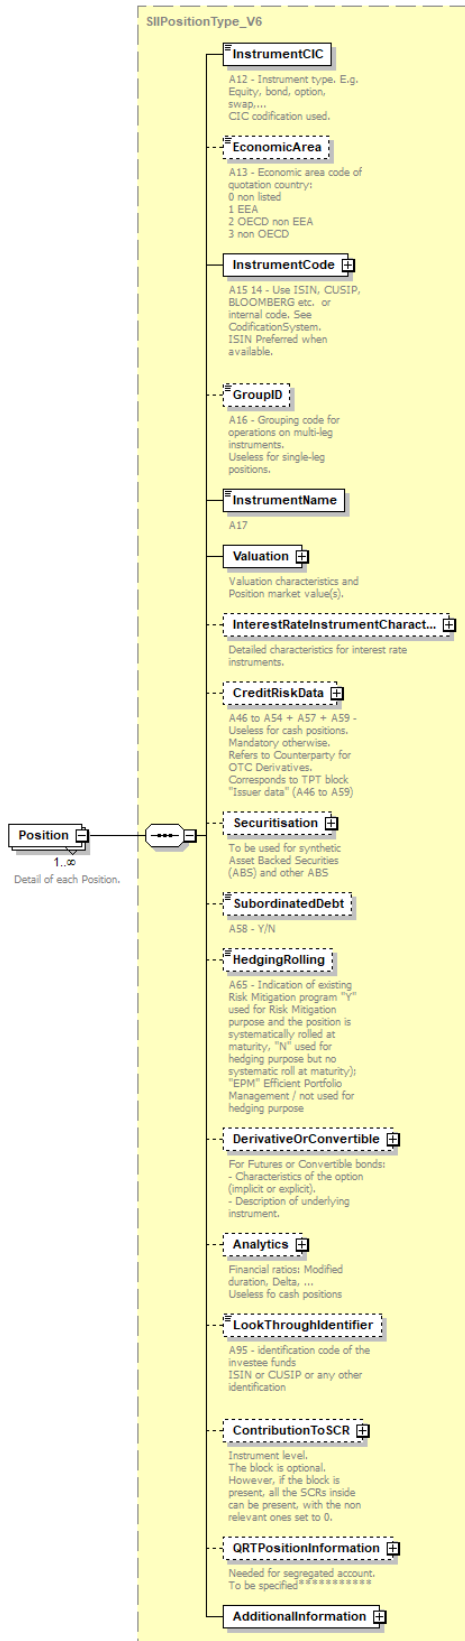 SIIPositionType_V6
InstrumentCIC
A12 - Instrument type. E.g.
Equity, bond, option,
swap,...
CIC codification used.
EconomicArea
A13 - Economic area code of
quotation country:
0 non listed
1 EEA
2 OECD non EEA
3 non OECD
InstrumentCode
A15 14 - Use ISIN, CUSIP,
BLOOMBERG etc. or
internal code. See
CodificationSystem.
ISIN Preferred when
available.
GroupID
A16 - Grouping code for
operations on multi-leg
instruments.
Useless for single-leg
positions.
InstrumentName
A17
Valuation
Valuation characteristics and
Position market value(s).
InterestRateInstrumentCharact...
Detailed characteristics for interest rate
instruments.
CreditRiskData
A46 to A54 + A57 + A59 -
Useless for cash positions.
Mandatory otherwise.
Refers to Counterparty for
OTC Derivatives.
Corresponds to TPT block
"Issuer data" (A46 to A59)
Position
1..∞
Detail of each Position.
Securitisation
To be used for synthetic
Asset Backed Securities
(ABS) and other ABS
SubordinatedDebt
A58 - Y/N
HedgingRolling
A65 - Indication of existing
Risk Mitigation program "Y"
used for Risk Mitigation
purpose and the position is
systematically rolled at
maturity, "N" used for
hedging purpose but no
systematic roll at maturity);
"EPM" Efficient Portfolio
Management / not used for
hedging purpose
DerivativeOrConvertible
For Futures or Convertible bonds:
- Characteristics of the option
(implicit or explicit).
- Description of underlying
instrument.
Analytics
Financial ratios: Modified
duration, Delta, ...
Useless fo cash positions
LookThroughIdentifier
A95 - identification code of the
investee funds
ISIN or CUSIP or any other
identification
ContributionToSCR
Instrument level.
The block is optional.
However, if the block is
present, all the SCRs inside
can be present, with the non
relevant ones set to 0.
QRTPositionInformation
Needed for segregated account.
To be specified***********
AdditionalInformation